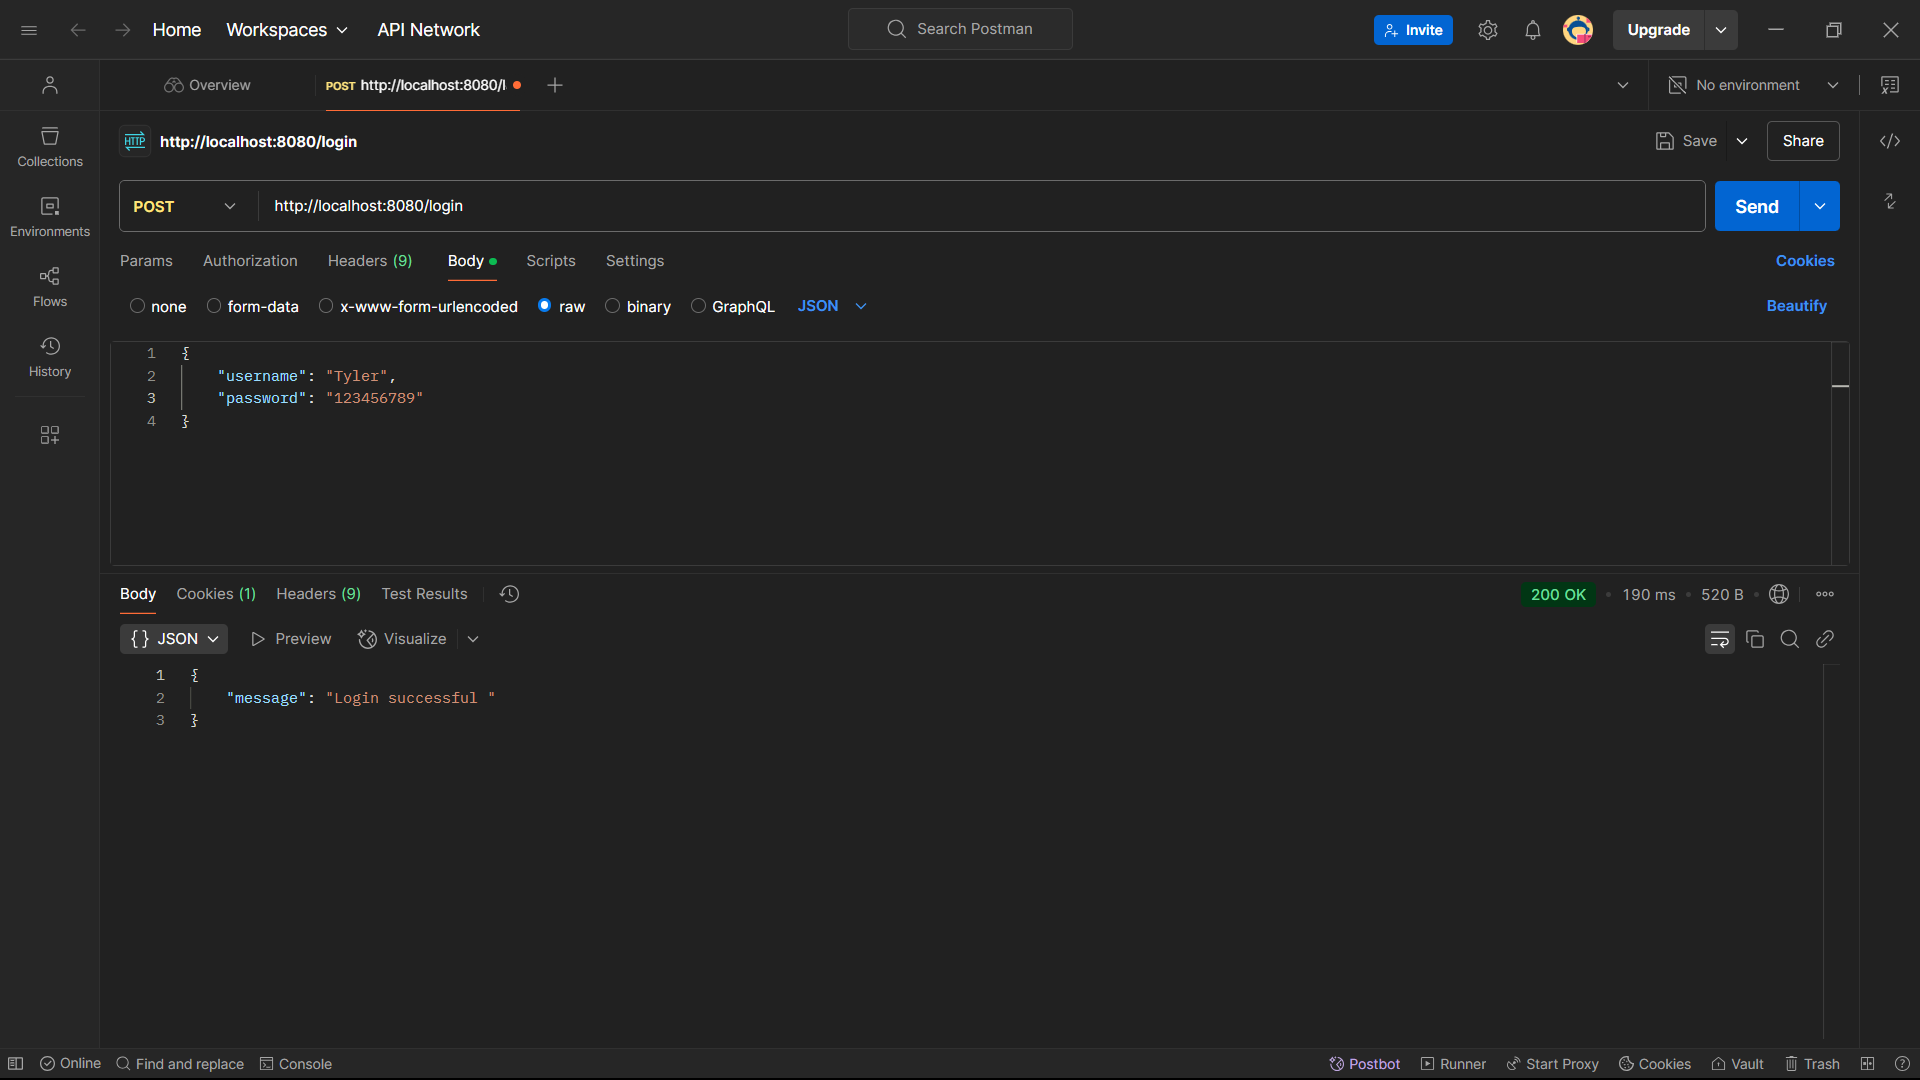 Home Workspaces API Network Search Postman Invite Upgrade
Overview POST http://localhost:8080/l No environment
HTTP http://localhost:8080/login Save Share
Collections
POST http://localhost:8080/login Send
Environments
Params Authorization Headers (9) Body Scripts Settings Cookies
Flows
none form-data x-www-form-urlencoded raw binary GraphQL JSON Beautify
History
1 {
2 "username": "Tyler",
3 "password": "123456789"
4 }
Body Cookies (1) Headers (9) Test Results 200 OK • 190 ms • 520 B •
{} JSON Preview Visualize
1 {
2 "message": "Login successful "
3 }
Online Find and replace Console Postbot Runner Start Proxy Cookies Vault Trash